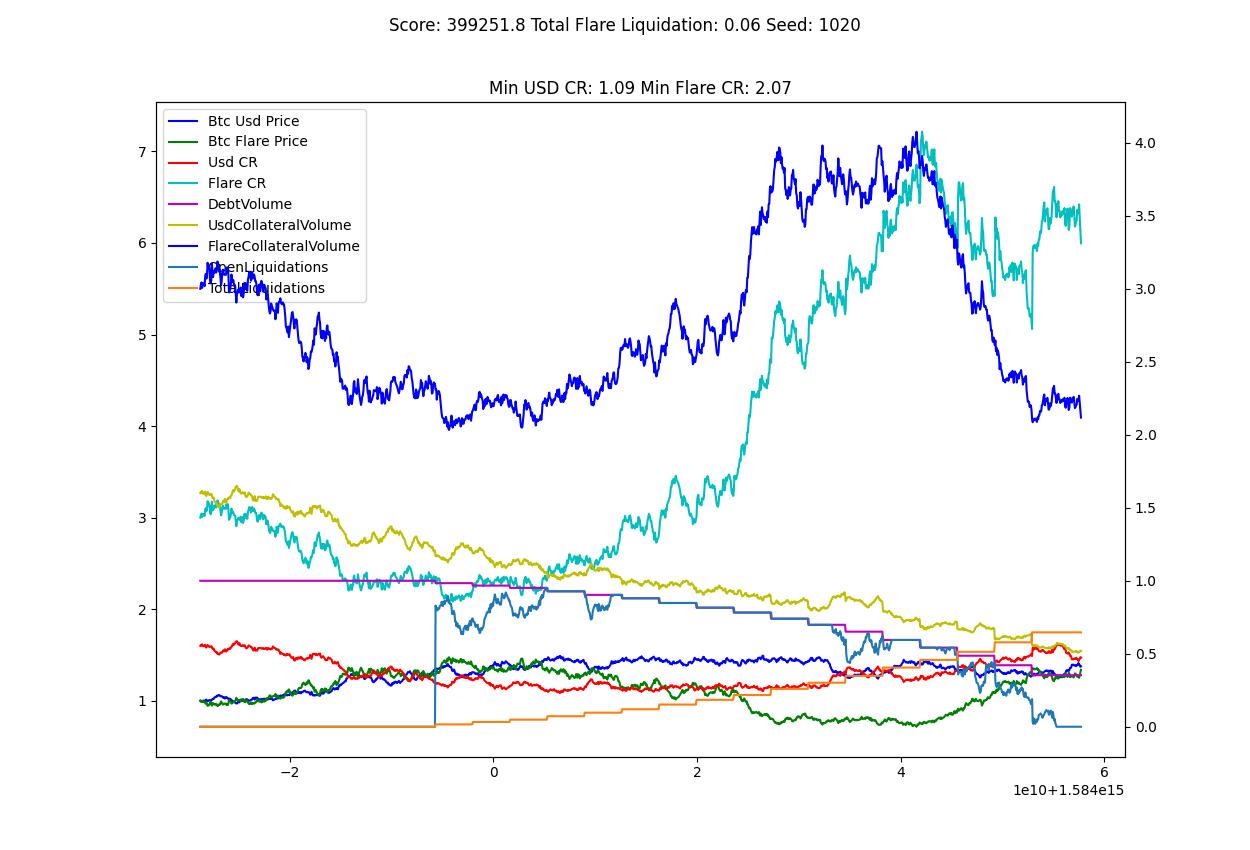 Score: 399251.8 Total Flare Liquidation: 0.06 Seed: 1020
Min USD CR: 1.09 Min Flare CR: 2.07
Btc Usd Price
Btc Flare Price
Usd CR
Flare CR
DebtVolume
UsdCollateralVolume
FlareCollateralVolume
OpenLiquidations
TotalLiquidations
7
6
5
4
3
2
1
4.0
3.5
3.0
2.5
2.0
1.5
1.0
0.5
0.0
−2 0 2 4 6
1e10+1.584e15